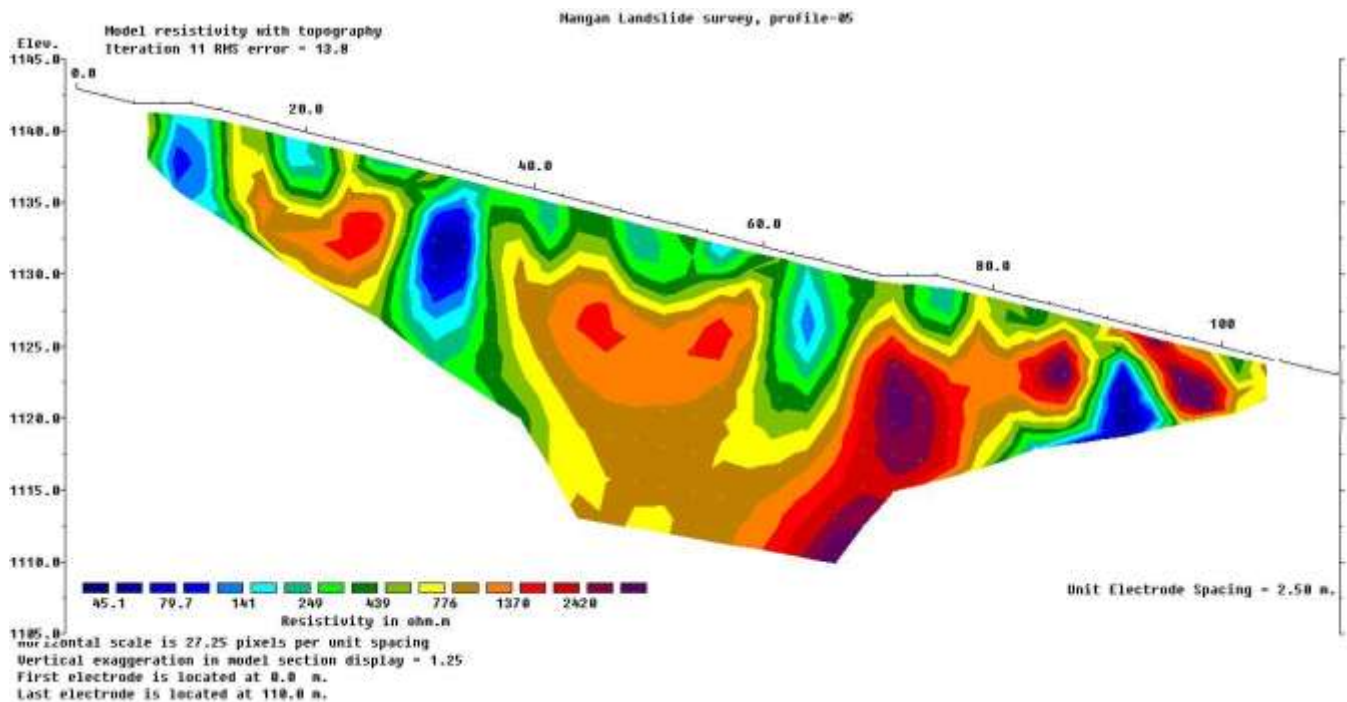 Mangan Landslide survey, profile-05
Model resistivity with topography
Iteration 11 RMS error = 13.8
Elev.
1145.0
0.0
20.0
1140.0
40.0
1135.0
60.0
1130.0
80.0
1125.0
100
1120.0
1115.0
1110.0
45.1 79.7 141 249 439 776 1370 2420
Unit Electrode Spacing = 2.50 m.
Resistivity in ohm.m
1105.0
Horizontal scale is 27.25 pixels per unit spacing
Vertical exaggeration in model section display = 1.25
First electrode is located at 0.0 m.
Last electrode is located at 110.0 m.